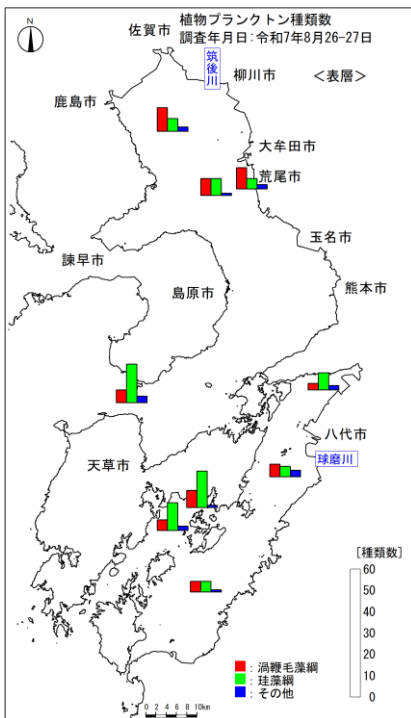 植物プランクトン種類数
調査年月日:令和7年8月26-27日
N
佐賀市
筑後川
柳川市
<表層>
鹿島市
大牟田市
荒尾市
玉名市
諫早市
島原市
熊本市
八代市
天草市
球磨川
[種類数]
60
50
40
30
20
10
0
:渦鞭毛藻綱
:珪藻綱
:その他
0 2 4 6 8 10km